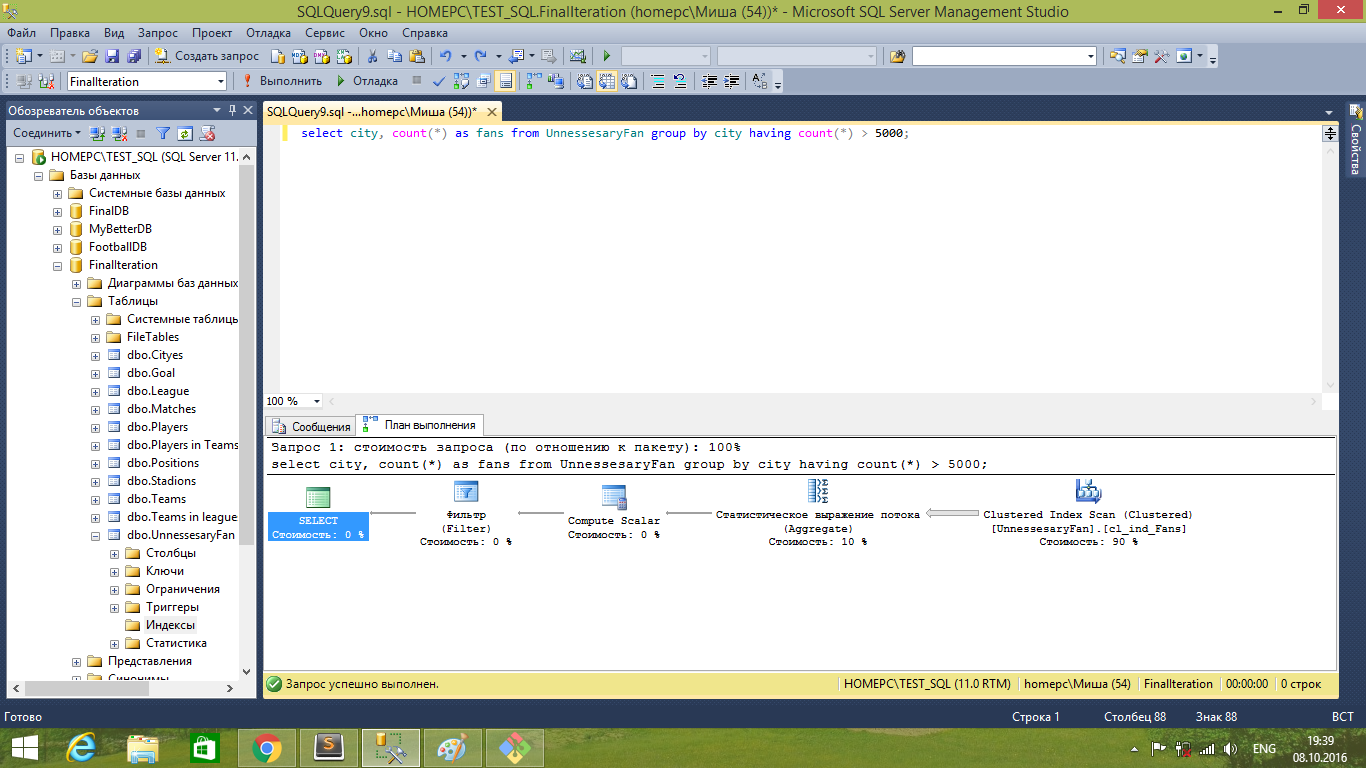 SQLQuery9.sql - HOMEPC\TEST_SQL.FinalIteration (homepc\Миша (54))* - Microsoft SQL Server Management Studio
Файл Правка Вид Запрос Проект Отладка Сервис Окно Справка
Создать запрос
FinalIteration Выполнить Отладка
Обозреватель объектов
Соединить
HOMEPC\TEST_SQL (SQL Server 11.
Базы данных
Системные базы данных
FinalDB
MyBetterDB
FootballDB
FinalIteration
Диаграммы баз данных
Таблицы
Системные таблицы
FileTables
dbo.Cityes
dbo.Goal
dbo.League
dbo.Matches
dbo.Players
dbo.Players in Teams
dbo.Positions
dbo.Stadions
dbo.Teams
dbo.Teams in league
dbo.UnnessesaryFan
Столбцы
Ключи
Ограничения
Триггеры
Индексы
Статистика
Представления
Синонимы
SQLQuery9.sql -...homepc\Миша (54))*
select city, count(*) as fans from UnnessesaryFan group by city having count(*) > 5000;
100 %
Сообщения План выполнения
Запрос 1: стоимость запроса (по отношению к пакету): 100%
select city, count(*) as fans from UnnessesaryFan group by city having count(*) > 5000;
SELECT
Стоимость: 0 %
Фильтр
(Filter)
Стоимость: 0 %
Compute Scalar
Стоимость: 0 %
Статистическое выражение потока
(Aggregate)
Стоимость: 10 %
Clustered Index Scan (Clustered)
[UnnessesaryFan].[cl_ind_Fans]
Стоимость: 90 %
Запрос успешно выполнен. HOMEPC\TEST_SQL (11.0 RTM) homepc\Миша (54) FinalIteration 00:00:00 0 строк
Свойства
Готово Строка 1 Столбец 88 Знак 88 ВСТ
ENG
19:39
08.10.2016